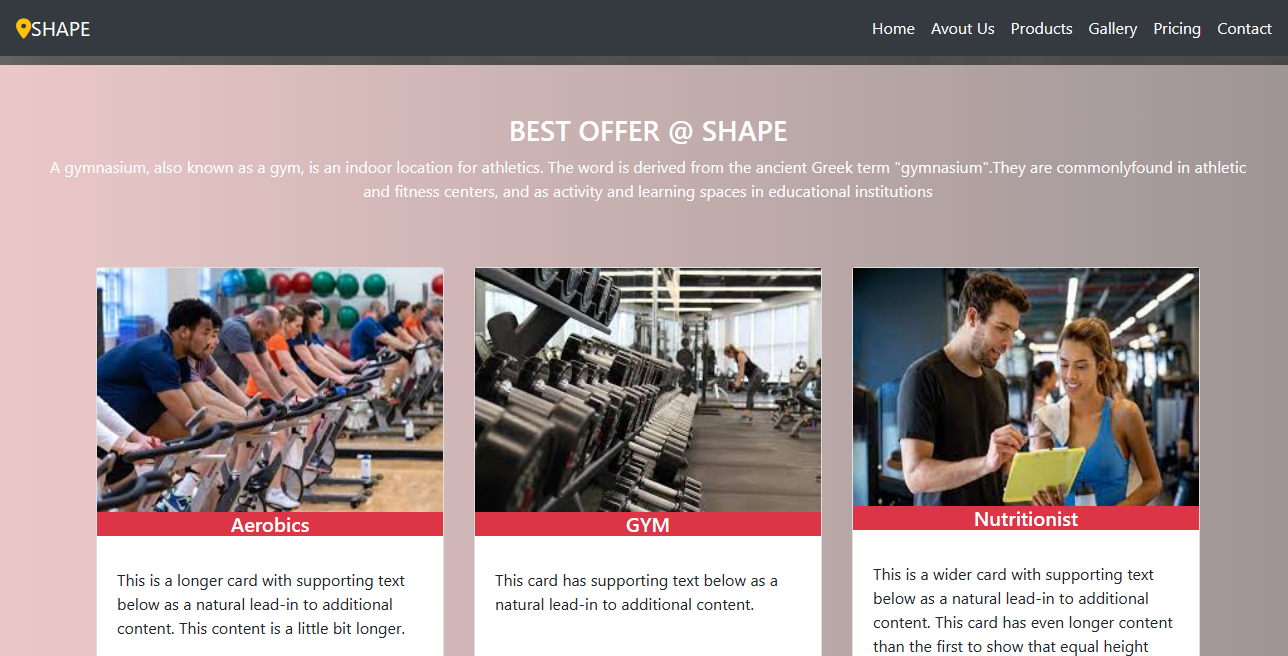 SHAPE
Home Avout Us Products Gallery Pricing Contact
BEST OFFER @ SHAPE
A gymnasium, also known as a gym, is an indoor location for athletics. The word is derived from the ancient Greek term "gymnasium".They are commonlyfound in athletic
and fitness centers, and as activity and learning spaces in educational institutions
Aerobics
This is a longer card with supporting text
below as a natural lead-in to additional
content. This content is a little bit longer.
GYM
This card has supporting text below as a
natural lead-in to additional content.
Nutritionist
This is a wider card with supporting text
below as a natural lead-in to additional
content. This card has even longer content
than the first to show that equal height